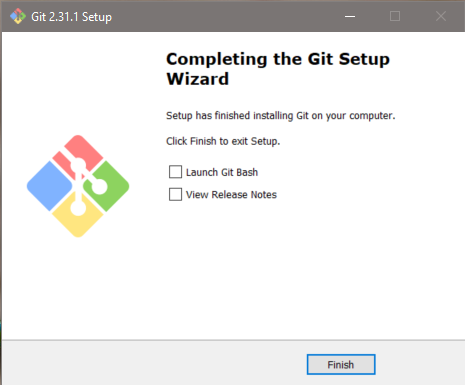 Git 2.31.1 Setup
Completing the Git Setup
Wizard
Setup has finished installing Git on your computer.
Click Finish to exit Setup.
Launch Git Bash
View Release Notes
Finish